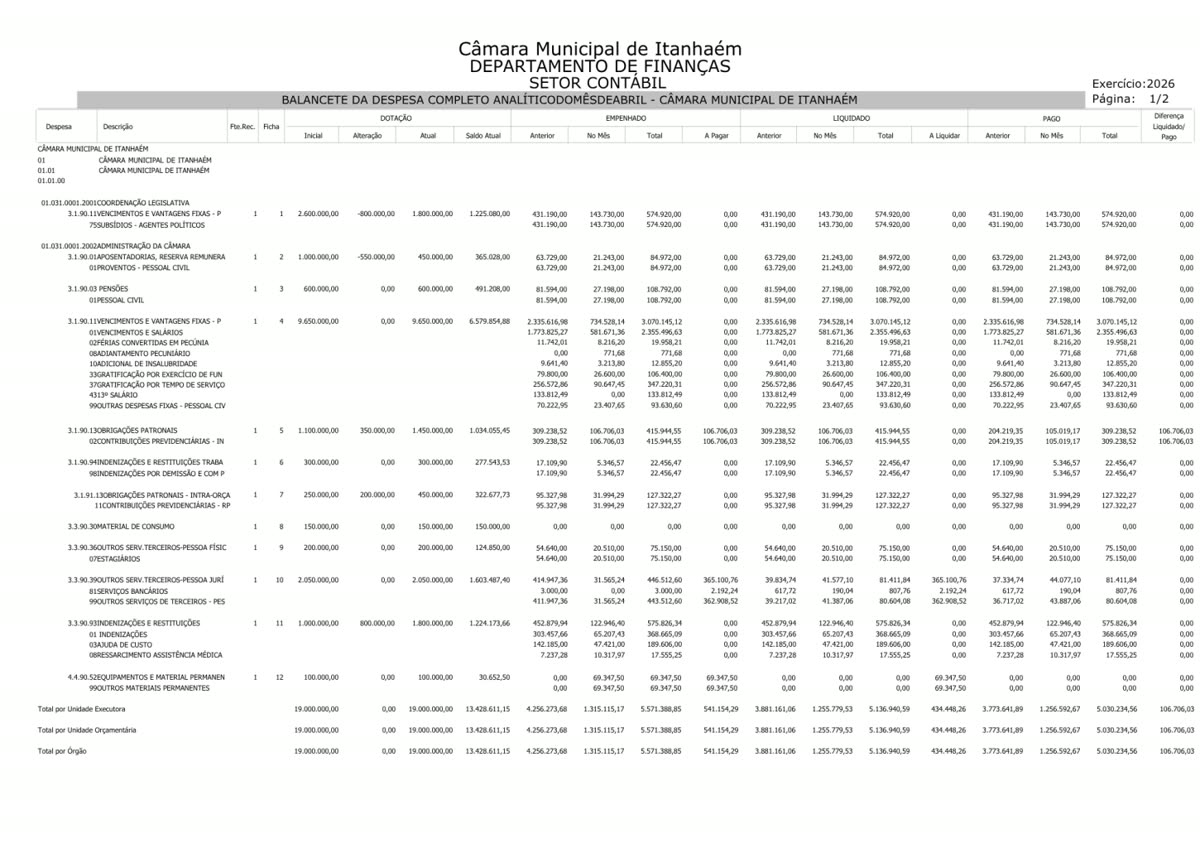 Câmara Municipal de Itanhaém
DEPARTAMENTO DE FINANÇAS
SETOR CONTÁBIL
Exercício:2026
BALANCETE DA DESPESA COMPLETO ANALÍTICODOMÊSDEABRIL - CÂMARA MUNICIPAL DE ITANHAÉM
Página: 1/2
Despesa Descrição Fte.Rec. Ficha DOTAÇÃO EMPENHADO LIQUIDADO PAGO Diferença Liquidado/ Pago
Inicial Alteração Atual Saldo Atual Anterior No Mês Total A Pagar Anterior No Mês Total A Liquidar Anterior No Mês Total
CÂMARA MUNICIPAL DE ITANHAÉM
01 CÂMARA MUNICIPAL DE ITANHAÉM
01.01 CÂMARA MUNICIPAL DE ITANHAÉM
01.01.00
01.031.0001.2001COORDENAÇÃO LEGISLATIVA
3.1.90.11VENCIMENTOS E VANTAGENS FIXAS - P 1 1 2.600.000,00 -800.000,00 1.800.000,00 1.225.080,00 431.190,00 143.730,00 574.920,00 0,00 431.190,00 143.730,00 574.920,00 0,00 431.190,00 143.730,00 574.920,00 0,00
75SUBSÍDIOS - AGENTES POLÍTICOS 431.190,00 143.730,00 574.920,00 0,00 431.190,00 143.730,00 574.920,00 0,00 431.190,00 143.730,00 574.920,00 0,00
01.031.0001.2002ADMINISTRAÇÃO DA CÂMARA
3.1.90.01APOSENTADORIAS, RESERVA REMUNERA 1 2 1.000.000,00 -550.000,00 450.000,00 365.028,00 63.729,00 21.243,00 84.972,00 0,00 63.729,00 21.243,00 84.972,00 0,00 63.729,00 21.243,00 84.972,00 0,00
01PROVENTOS - PESSOAL CIVIL 63.729,00 21.243,00 84.972,00 0,00 63.729,00 21.243,00 84.972,00 0,00 63.729,00 21.243,00 84.972,00 0,00
3.1.90.03 PENSÕES 1 3 600.000,00 0,00 600.000,00 491.208,00 81.594,00 27.198,00 108.792,00 0,00 81.594,00 27.198,00 108.792,00 0,00 81.594,00 27.198,00 108.792,00 0,00
01PESSOAL CIVIL 81.594,00 27.198,00 108.792,00 0,00 81.594,00 27.198,00 108.792,00 0,00 81.594,00 27.198,00 108.792,00 0,00
3.1.90.11VENCIMENTOS E VANTAGENS FIXAS - P 1 4 9.650.000,00 0,00 9.650.000,00 6.579.854,88 2.335.616,98 734.528,14 3.070.145,12 0,00 2.335.616,98 734.528,14 3.070.145,12 0,00 2.335.616,98 734.528,14 3.070.145,12 0,00
01VENCIMENTOS E SALÁRIOS 1.773.825,27 581.671,36 2.355.496,63 0,00 1.773.825,27 581.671,36 2.355.496,63 0,00 1.773.825,27 581.671,36 2.355.496,63 0,00
02FÉRIAS CONVERTIDAS EM PECÚNIA 11.742,01 8.216,20 19.958,21 0,00 11.742,01 8.216,20 19.958,21 0,00 11.742,01 8.216,20 19.958,21 0,00
08ADIANTAMENTO PECUNIÁRIO 0,00 771,68 771,68 0,00 0,00 771,68 771,68 0,00 0,00 771,68 771,68 0,00
10ADICIONAL DE INSALUBRIDADE 9.641,40 3.213,80 12.855,20 0,00 9.641,40 3.213,80 12.855,20 0,00 9.641,40 3.213,80 12.855,20 0,00
33GRATIFICAÇÃO POR EXERCÍCIO DE FUN 79.800,00 26.600,00 106.400,00 0,00 79.800,00 26.600,00 106.400,00 0,00 79.800,00 26.600,00 106.400,00 0,00
37GRATIFICAÇÃO POR TEMPO DE SERVIÇO 256.572,86 90.647,45 347.220,31 0,00 256.572,86 90.647,45 347.220,31 0,00 256.572,86 90.647,45 347.220,31 0,00
4313º SALÁRIO 133.812,49 0,00 133.812,49 0,00 133.812,49 0,00 133.812,49 0,00 133.812,49 0,00 133.812,49 0,00
99OUTRAS DESPESAS FIXAS - PESSOAL CIV 70.222,95 23.407,65 93.630,60 0,00 70.222,95 23.407,65 93.630,60 0,00 70.222,95 23.407,65 93.630,60 0,00
3.1.90.13OBRIGAÇÕES PATRONAIS 1 5 1.100.000,00 350.000,00 1.450.000,00 1.034.055,45 309.238,52 106.706,03 415.944,55 106.706,03 309.238,52 106.706,03 415.944,55 0,00 204.219,35 105.019,17 309.238,52 106.706,03
02CONTRIBUIÇÕES PREVIDENCIÁRIAS - IN 309.238,52 106.706,03 415.944,55 106.706,03 309.238,52 106.706,03 415.944,55 0,00 204.219,35 105.019,17 309.238,52 106.706,03
3.1.90.94INDENIZAÇÕES E RESTITUIÇÕES TRABA 1 6 300.000,00 0,00 300.000,00 277.543,53 17.109,90 5.346,57 22.456,47 0,00 17.109,90 5.346,57 22.456,47 0,00 17.109,90 5.346,57 22.456,47 0,00
98INDENIZAÇÕES POR DEMISSÃO E COM P 17.109,90 5.346,57 22.456,47 0,00 17.109,90 5.346,57 22.456,47 0,00 17.109,90 5.346,57 22.456,47 0,00
3.1.91.13OBRIGAÇÕES PATRONAIS - INTRA-ORÇA 1 7 250.000,00 200.000,00 450.000,00 322.677,73 95.327,98 31.994,29 127.322,27 0,00 95.327,98 31.994,29 127.322,27 0,00 95.327,98 31.994,29 127.322,27 0,00
11CONTRIBUIÇÕES PREVIDENCIÁRIAS - RP 95.327,98 31.994,29 127.322,27 0,00 95.327,98 31.994,29 127.322,27 0,00 95.327,98 31.994,29 127.322,27 0,00
3.3.90.30MATERIAL DE CONSUMO 1 8 150.000,00 0,00 150.000,00 150.000,00 0,00 0,00 0,00 0,00 0,00 0,00 0,00 0,00 0,00 0,00 0,00 0,00
3.3.90.36OUTROS SERV.TERCEIROS-PESSOA FÍSIC 1 9 200.000,00 0,00 200.000,00 124.850,00 54.640,00 20.510,00 75.150,00 0,00 54.640,00 20.510,00 75.150,00 0,00 54.640,00 20.510,00 75.150,00 0,00
07ESTAGIÁRIOS 54.640,00 20.510,00 75.150,00 0,00 54.640,00 20.510,00 75.150,00 0,00 54.640,00 20.510,00 75.150,00 0,00
3.3.90.39OUTROS SERV.TERCEIROS-PESSOA JURÍ 1 10 2.050.000,00 0,00 2.050.000,00 1.603.487,40 414.947,36 31.565,24 446.512,60 365.100,76 39.834,74 41.577,10 81.411,84 365.100,76 37.334,74 44.077,10 81.411,84 0,00
81SERVIÇOS BANCÁRIOS 3.000,00 0,00 3.000,00 2.192,24 617,72 190,04 807,76 2.192,24 617,72 190,04 807,76 0,00
99OUTROS SERVIÇOS DE TERCEIROS - PES 411.947,36 31.565,24 443.512,60 362.908,52 39.217,02 41.387,06 80.604,08 362.908,52 36.717,02 43.887,06 80.604,08 0,00
3.3.90.93INDENIZAÇÕES E RESTITUIÇÕES 1 11 1.000.000,00 800.000,00 1.800.000,00 1.224.173,66 452.879,94 122.946,40 575.826,34 0,00 452.879,94 122.946,40 575.826,34 0,00 452.879,94 122.946,40 575.826,34 0,00
01 INDENIZAÇÕES 303.457,66 65.207,43 368.665,09 0,00 303.457,66 65.207,43 368.665,09 0,00 303.457,66 65.207,43 368.665,09 0,00
03AJUDA DE CUSTO 142.185,00 47.421,00 189.606,00 0,00 142.185,00 47.421,00 189.606,00 0,00 142.185,00 47.421,00 189.606,00 0,00
08RESSARCIMENTO ASSISTÊNCIA MÉDICA 7.237,28 10.317,97 17.555,25 0,00 7.237,28 10.317,97 17.555,25 0,00 7.237,28 10.317,97 17.555,25 0,00
4.4.90.52EQUIPAMENTOS E MATERIAL PERMANEN 1 12 100.000,00 0,00 100.000,00 30.652,50 0,00 69.347,50 69.347,50 69.347,50 0,00 0,00 0,00 69.347,50 0,00 0,00 0,00 0,00
99OUTROS MATERIAIS PERMANENTES 0,00 69.347,50 69.347,50 69.347,50 0,00 0,00 0,00 69.347,50 0,00 0,00 0,00 0,00
Total por Unidade Executora 19.000.000,00 0,00 19.000.000,00 13.428.611,15 4.256.273,68 1.315.115,17 5.571.388,85 541.154,29 3.881.161,06 1.255.779,53 5.136.940,59 434.448,26 3.773.641,89 1.256.592,67 5.030.234,56 106.706,03
Total por Unidade Orçamentária 19.000.000,00 0,00 19.000.000,00 13.428.611,15 4.256.273,68 1.315.115,17 5.571.388,85 541.154,29 3.881.161,06 1.255.779,53 5.136.940,59 434.448,26 3.773.641,89 1.256.592,67 5.030.234,56 106.706,03
Total por Órgão 19.000.000,00 0,00 19.000.000,00 13.428.611,15 4.256.273,68 1.315.115,17 5.571.388,85 541.154,29 3.881.161,06 1.255.779,53 5.136.940,59 434.448,26 3.773.641,89 1.256.592,67 5.030.234,56 106.706,03